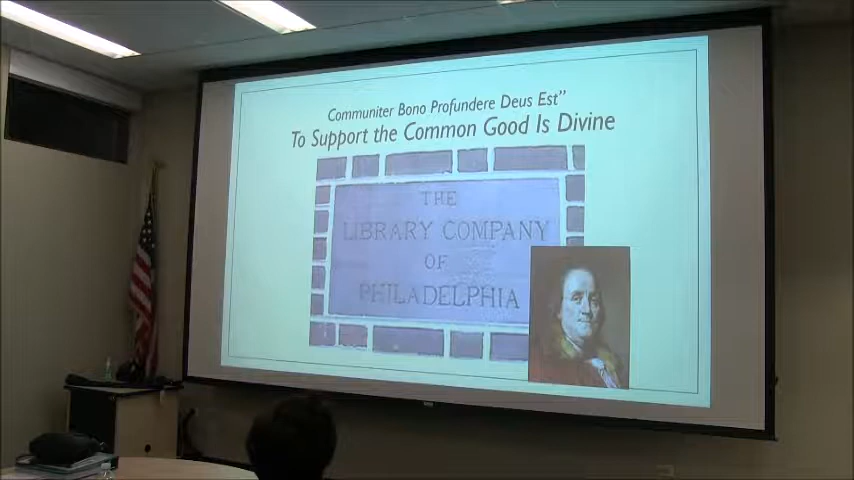 Communiter Bono Profundere Deus Est”
To Support the Common Good Is Divine
THE
LIBRARY COMPANY
OF
PHILADELPHIA